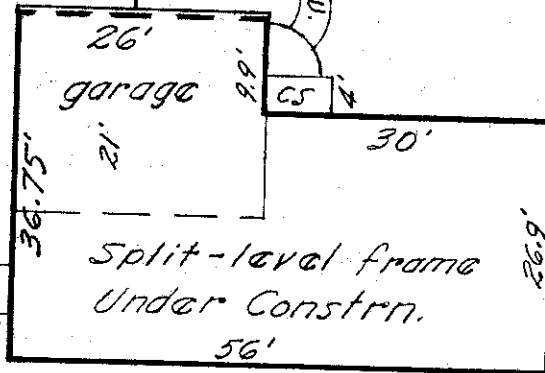 26'
garage
9.9'
CS
4'
30'
21'
36.75'
26.9'
Split-level frame
Under Constrn.
56'